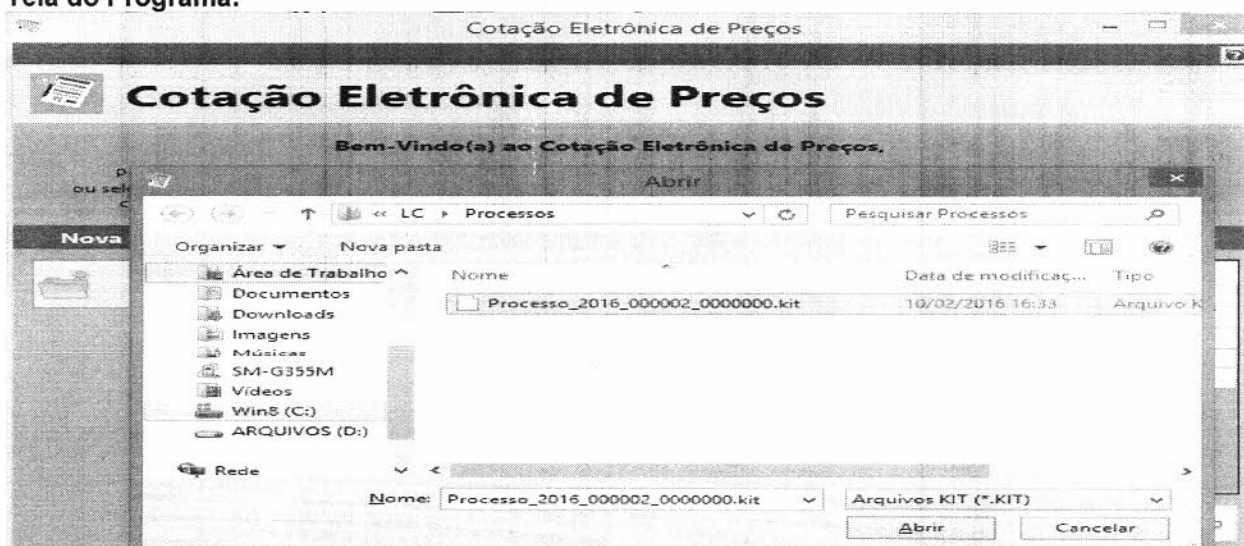 Tela do Programa:
Cotação Eletrônica de Preços
Cotação Eletrônica de Preços
Bem-Vindo(a) ao Cotação Eletrônica de Preços,
ou sel
Abrir
« LC Processos
Pesquisar Processos
Nova
Organizar Nova pasta
Área de Trabalho
Nome Data de modificaç... Tipo
Documentos
Processo_2016_000002_0000000.kit 10/02/2016 16:33 Arquivo K
Downloads
Imagens
Músicas
SM-G355M
Vídeos
Win8 (C:)
ARQUIVOS (D:)
Rede
Nome: Processo_2016_000002_0000000.kit Arquivos KIT (*.KIT)
Abrir Cancelar